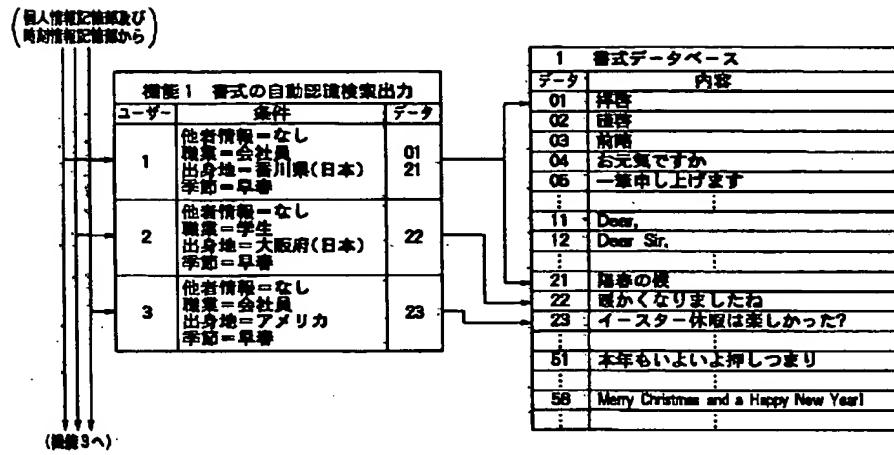 個人情報記憶部及び
時刻情報記憶部から
機能1 書式の自動認識検索出力
ユーザー 条件 データ
1
他者情報=なし
職業=会社員
出身地=香川県(日本)
季節=早春
01
21
2
他者情報=なし
職業=学生
出身地=大阪府(日本)
季節=早春
22
3
他者情報=なし
職業=会社員
出身地=アメリカ
季節=早春
23
(機能3へ)
1 書式データベース
データ 内容
01 拝啓
02 謹啓
03 前略
04 お元気ですか
05 一筆申し上げます
11 Dear,
12 Dear Sir,
21 陽春の候
22 暖かくなりましたね
23 イースター休暇は楽しかった?
51 本年もいよいよ押しつまり
56 Merry Christmas and a Happy New Year!